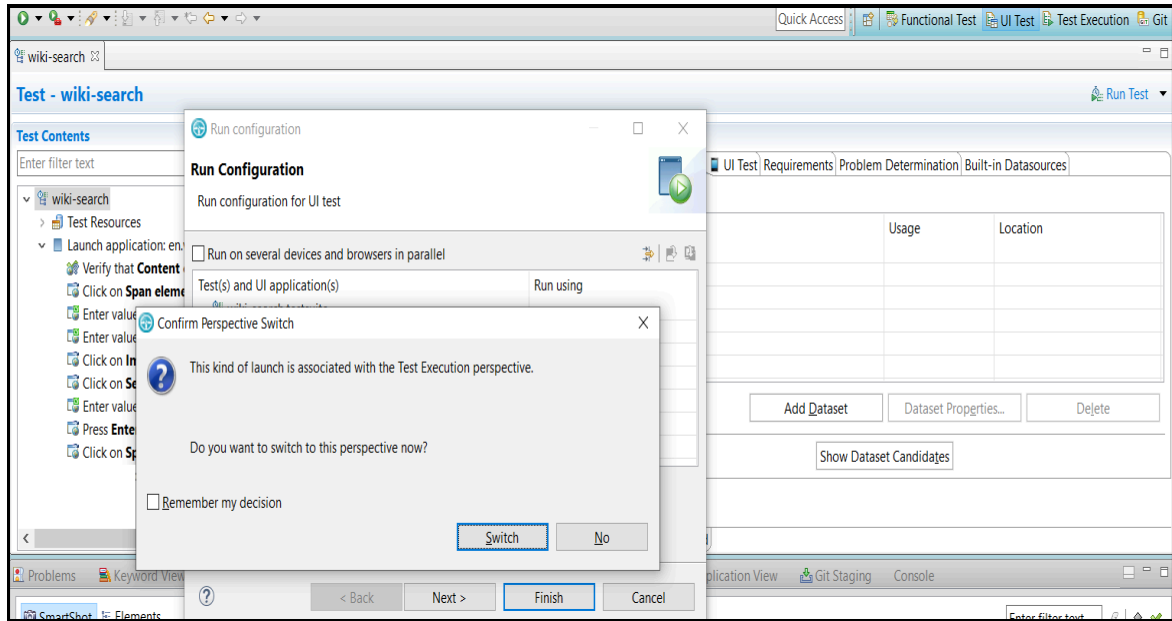 Quick Access
Functional Test
UI Test
Test Execution
Git
wiki-search
Test - wiki-search
Run Test
Test Contents
Enter filter text
wiki-search
Test Resources
Launch application: en.
Verify that Content
Click on Span eleme
Enter value
Enter value
Click on In
Click on Se
Enter value
Press Ente
Click on Sp
Run configuration
Run Configuration
Run configuration for UI test
Run on several devices and browsers in parallel
Test(s) and UI application(s)
Run using
Confirm Perspective Switch
This kind of launch is associated with the Test Execution perspective.
Do you want to switch to this perspective now?
Remember my decision
Switch
No
< Back
Next >
Finish
Cancel
UI Test
Requirements
Problem Determination
Built-in Datasources
Usage
Location
Add Dataset
Dataset Properties...
Delete
Show Dataset Candidates
Problems
Keyword View
plication View
Git Staging
Console
SmartShot
Elements
Enter filter text